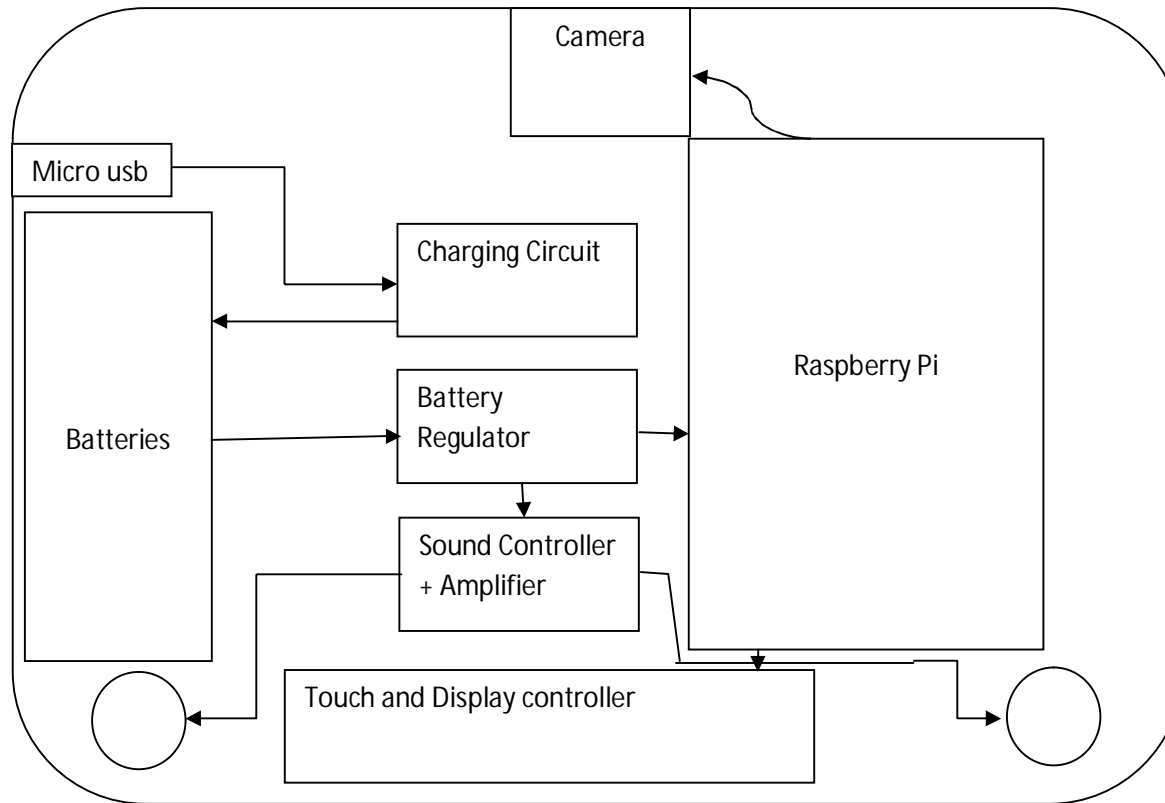 Camera
Micro usb
Charging Circuit
Raspberry Pi
Battery
Regulator
Batteries
Sound Controller
+ Amplifier
Touch and Display controller